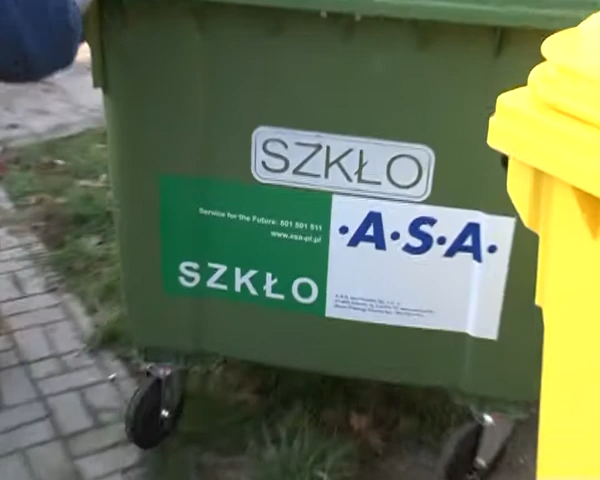 SZKŁO
Service for the Future: 801 501 511
www.asa-pl.pl
SZKŁO
·A·S·A·